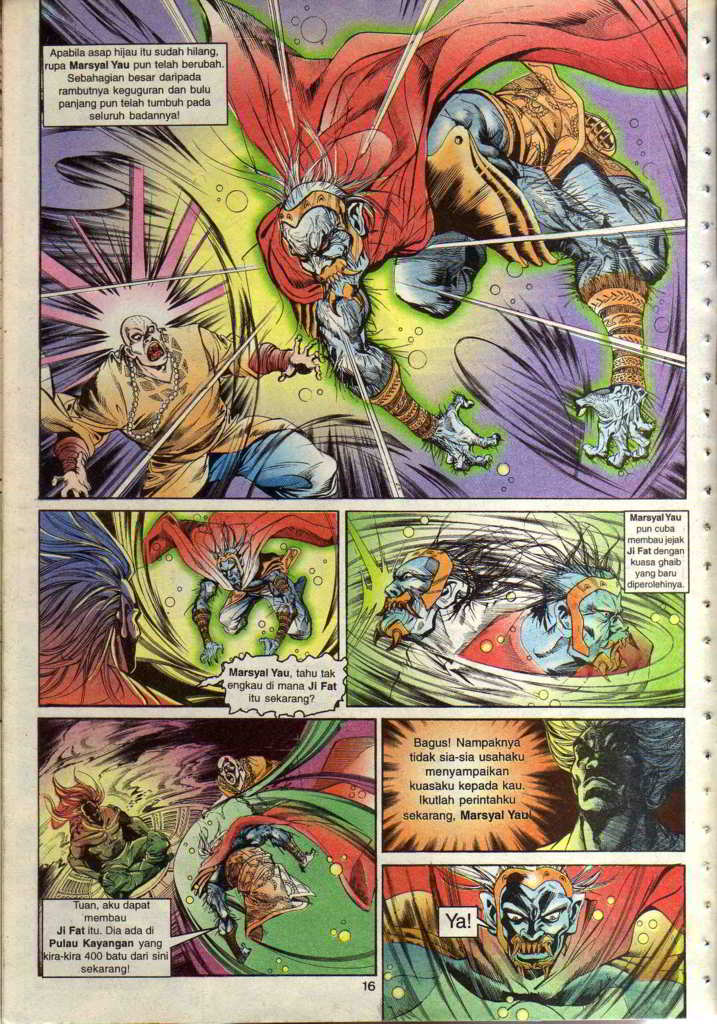 Apabila asap hijau itu sudah hilang,
rupa Marsyal Yau pun telah berubah.
Sebahagian besar daripada
rambutnya keguguran dan bulu
panjang pun telah tumbuh pada
seluruh badannya!
Marsyal Yau, tahu tak
engkau di mana Ji Fat
itu sekarang?
Marsyal Yau
pun cuba
membau jejak
Ji Fat dengan
kuasa ghaib
yang baru
diperolehinya.
Tuan, aku dapat
membau
Ji Fat itu. Dia ada di
Pulau Kayangan yang
kira-kira 400 batu dari sini
sekarang!
Bagus! Nampaknya
tidak sia-sia usahaku
menyampaikan
kuasaku kepada kau.
Ikutlah perintahku
sekarang, Marsyal Yau!
Ya!
16